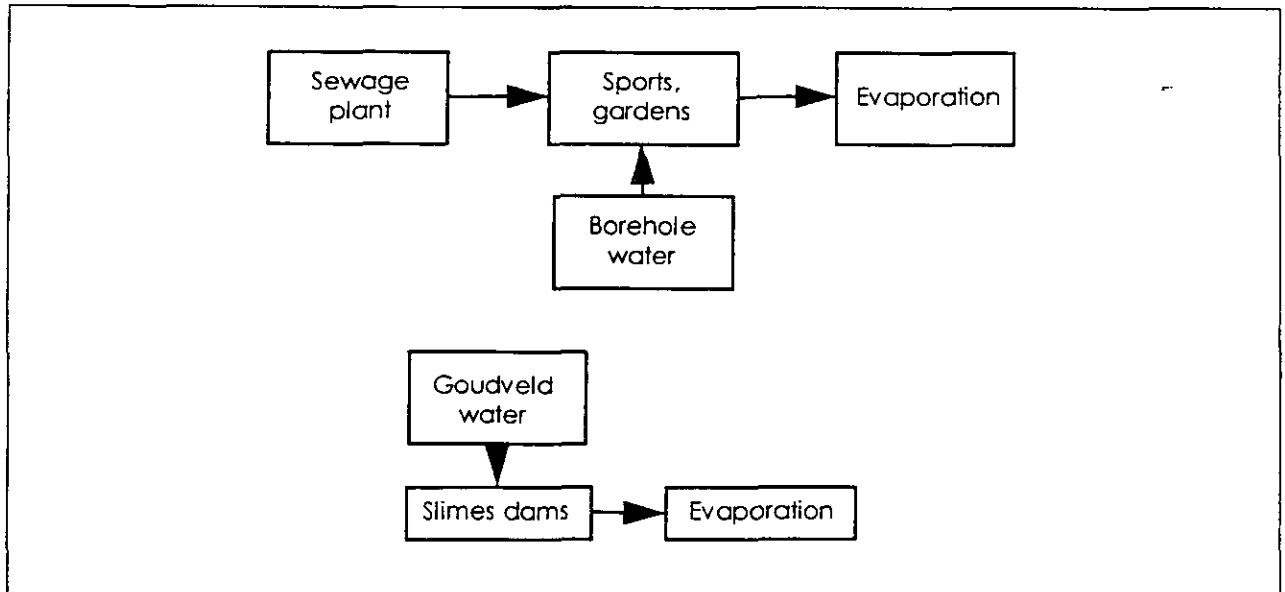 Sewage
plant
Sports,
gardens
Evaporation
Borehole
water
Goudveld
water
Slimes dams
Evaporation